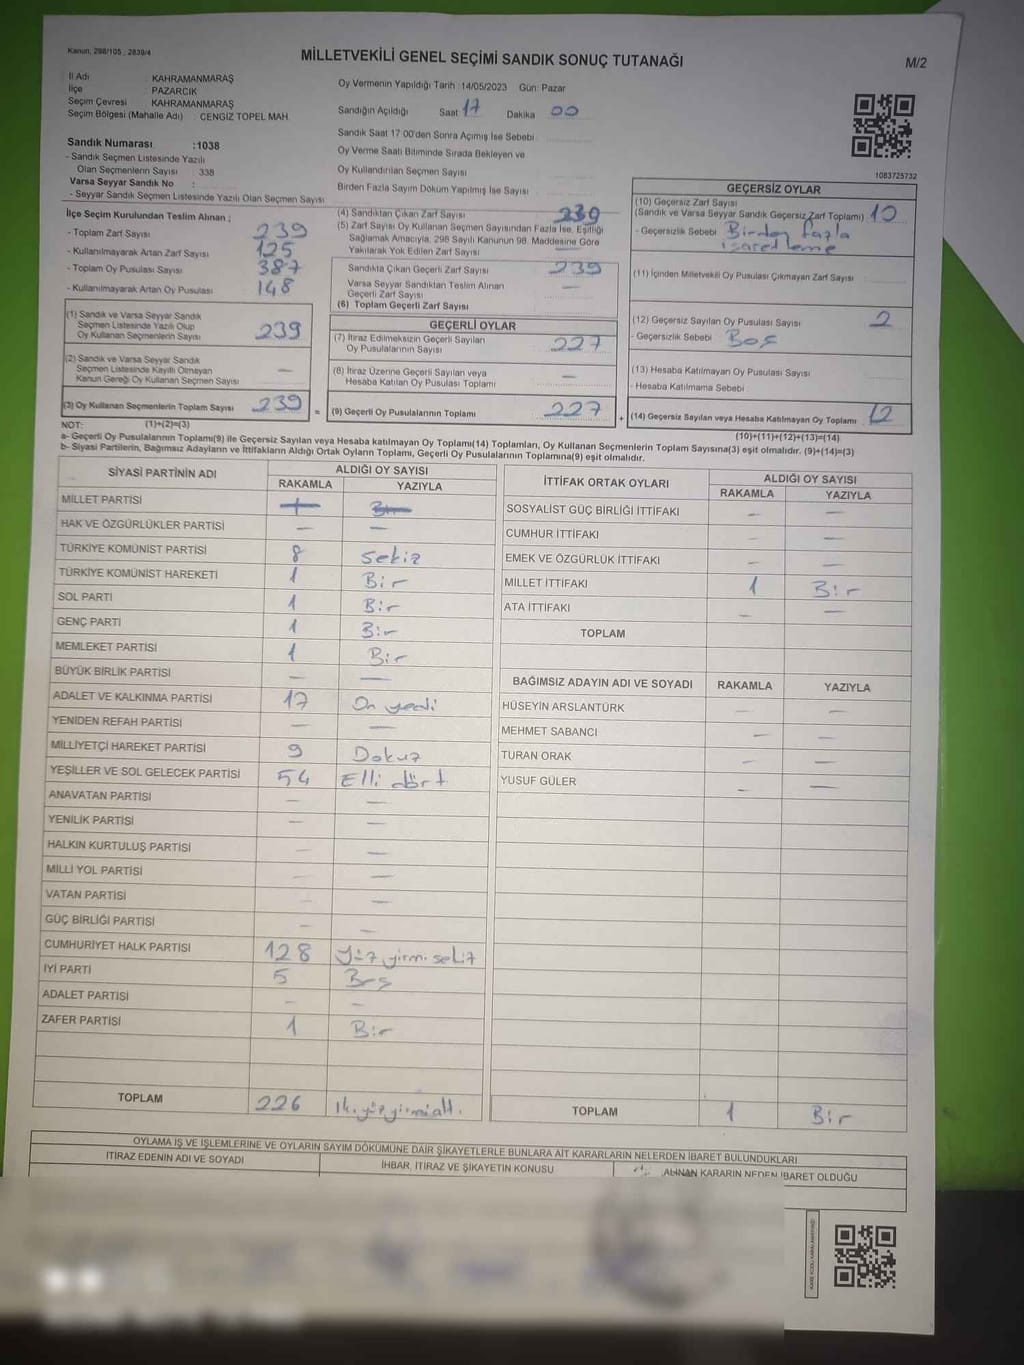 Kanun: 298/105 , 2839/4
MİLLETVEKİLİ GENEL SEÇİMİ SANDIK SONUÇ TUTANAĞI
M/2
İl Adı : KAHRAMANMARAŞ
İlçe : PAZARCIK
Seçim Çevresi : KAHRAMANMARAŞ
Seçim Bölgesi (Mahalle Adı) : CENGİZ TOPEL MAH.
Sandık Numarası :1038
- Sandık Seçmen Listesinde Yazılı
Olan Seçmenlerin Sayısı : 338
Varsa Seyyar Sandık No :
- Seyyar Sandık Seçmen Listesinde Yazılı Olan Seçmen Sayısı
Oy Vermenin Yapıldığı Tarih : 14/05/2023 Gün: Pazar
Sandığın Açıldığı Saat 17 Dakika 00
Sandık Saat 17:00'den Sonra Açılmış İse Sebebi
Oy Verme Saati Bitiminde Sırada Bekleyen ve
Oy Kullandırılan Seçmen Sayısı
Birden Fazla Sayım Döküm Yapılmış İse Sayısı
1083725732
İlçe Seçim Kurulundan Teslim Alınan ;
- Toplam Zarf Sayısı 239
- Kullanılmayarak Artan Zarf Sayısı 125
- Toplam Oy Pusulası Sayısı 387
- Kullanılmayarak Artan Oy Pusulası 148
(1) Sandık ve Varsa Seyyar Sandık
Seçmen Listesinde Yazılı Olup
Oy Kullanan Seçmenlerin Sayısı 239
(2) Sandık ve Varsa Seyyar Sandık
Seçmen Listesinde Kayıtlı Olmayan
Kanun Gereği Oy Kullanan Seçmen Sayısı —
(3) Oy Kullanan Seçmenlerin Toplam Sayısı 239 =
(4) Sandıktan Çıkan Zarf Sayısı 239
(5) Zarf Sayısı Oy Kullanan Seçmen Sayısından Fazla İse, Eşitliği
Sağlamak Amacıyla, 298 Sayılı Kanunun 98. Maddesine Göre
Yakılarak Yok Edilen Zarf Sayısı —
Sandıkta Çıkan Geçerli Zarf Sayısı 239
Varsa Seyyar Sandıktan Teslim Alınan
Geçerli Zarf Sayısı —
(6) Toplam Geçerli Zarf Sayısı
GEÇERLİ OYLAR
(7) İtiraz Edilmeksizin Geçerli Sayılan
Oy Pusulalarının Sayısı 227
(8) İtiraz Üzerine Geçerli Sayılan veya
Hesaba Katılan Oy Pusulası Toplamı —
(9) Geçerli Oy Pusulalarının Toplamı 227 +
GEÇERSİZ OYLAR
(10) Geçersiz Zarf Sayısı
(Sandık ve Varsa Seyyar Sandık Geçersiz Zarf Toplamı) 10
- Geçersizlik Sebebi : Birden fazla
işaretleme
(11) İçinden Milletvekili Oy Pusulası Çıkmayan Zarf Sayısı
(12) Geçersiz Sayılan Oy Pusulası Sayısı 2
- Geçersizlik Sebebi : Boş
(13) Hesaba Katılmayan Oy Pusulası Sayısı
- Hesaba Katılmama Sebebi :
(14) Geçersiz Sayılan veya Hesaba Katılmayan Oy Toplamı 12
NOT: (1)+(2)=(3)
(10)+(11)+(12)+(13)=(14)
a- Geçerli Oy Pusulalarının Toplamı(9) ile Geçersiz Sayılan veya Hesaba katılmayan Oy Toplamı(14) Toplamları, Oy Kullanan Seçmenlerin Toplam Sayısına(3) eşit olmalıdır. (9)+(14)=(3)
b- Siyasi Partilerin, Bağımsız Adayların ve İttifakların Aldığı Ortak Oyların Toplamı, Geçerli Oy Pusulalarının Toplamına(9) eşit olmalıdır.
SİYASİ PARTİNİN ADI ALDIĞI OY SAYISI
RAKAMLA YAZIYLA
MİLLET PARTİSI 1 Bir
HAK VE ÖZGÜRLÜKLER PARTİSİ — —
TÜRKİYE KOMÜNİST PARTİSİ 8 Sekiz
TÜRKİYE KOMÜNİST HAREKETİ 1 Bir
SOL PARTİ 1 Bir
GENÇ PARTİ 1 Bir
MEMLEKET PARTİSİ 1 Bir
BÜYÜK BİRLİK PARTİSİ — —
ADALET VE KALKINMA PARTİSİ 17 On yedi
YENİDEN REFAH PARTİSİ — —
MİLLİYETÇİ HAREKET PARTİSİ 9 Dokuz
YEŞİLLER VE SOL GELECEK PARTİSİ 54 Elli dört
ANAVATAN PARTİSİ — —
YENİLİK PARTİSİ — —
HALKIN KURTULUŞ PARTİSİ — —
MİLLİ YOL PARTİSİ — —
VATAN PARTİSİ — —
GÜÇ BİRLİĞİ PARTİSİ — —
CUMHURİYET HALK PARTİSİ 128 Yüz yirmi sekiz
İYİ PARTİ 5 Beş
ADALET PARTİSİ — —
ZAFER PARTİSİ 1 Bir
TOPLAM 226 İki yüz yirmi alt.
İTTİFAK ORTAK OYLARI ALDIĞI OY SAYISI
RAKAMLA YAZIYLA
SOSYALİST GÜÇ BİRLİĞİ İTTİFAKI — —
CUMHUR İTTİFAKI — —
EMEK VE ÖZGÜRLÜK İTTİFAKI — —
MİLLET İTTİFAKI 1 Bir
ATA İTTİFAKI — —
TOPLAM
BAĞIMSIZ ADAYIN ADI VE SOYADI RAKAMLA YAZIYLA
HÜSEYİN ARSLANTÜRK — —
MEHMET SABANCI — —
TURAN ORAK — —
YUSUF GÜLER — —
TOPLAM 1 Bir
OYLAMA İŞ VE İŞLEMLERİNE VE OYLARIN SAYIM DÖKÜMÜNE DAİR ŞİKAYETLERLE BUNLARA AİT KARARLARIN NELERDEN İBARET BULUNDUKLARI
İTİRAZ EDENİN ADI VE SOYADI İHBAR, İTİRAZ VE ŞİKAYETİN KONUSU ALINAN KARARIN NEDEN İBARET OLDUĞU